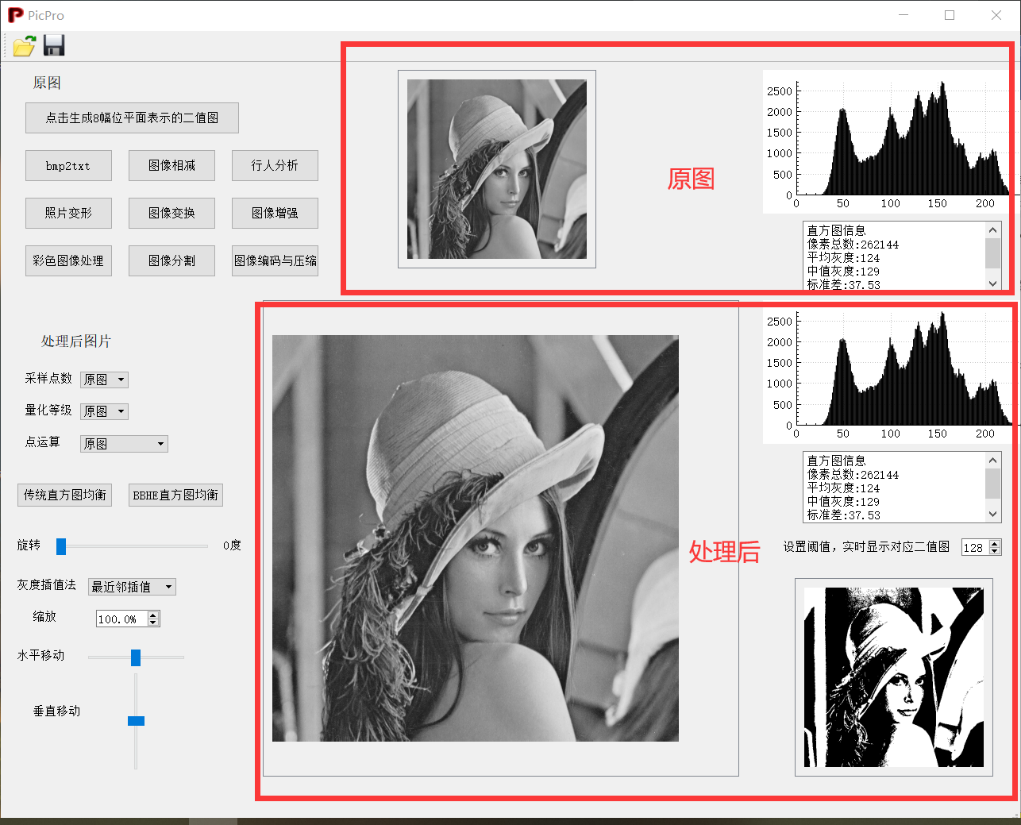 PicPro
原图
点击生成8幅位平面表示的二值图
bmp2txt
图像相减
行人分析
照片变形
图像变换
图像增强
彩色图像处理
图像分割
图像编码与压缩
原图
2500
2000
1500
1000
500
0
0 50 100 150 200
直方图信息
像素总数:262144
平均灰度:124
中值灰度:129
标准差:37.53
处理后图片
采样点数 原图
量化等级 原图
点运算 原图
传统直方图均衡
BBHE直方图均衡
旋转 0度
灰度插值法 最近邻插值
缩放 100.0%
水平移动
垂直移动
处理后
2500
2000
1500
1000
500
0
0 50 100 150 200
直方图信息
像素总数:262144
平均灰度:124
中值灰度:129
标准差:37.53
设置阈值，实时显示对应二值图 128